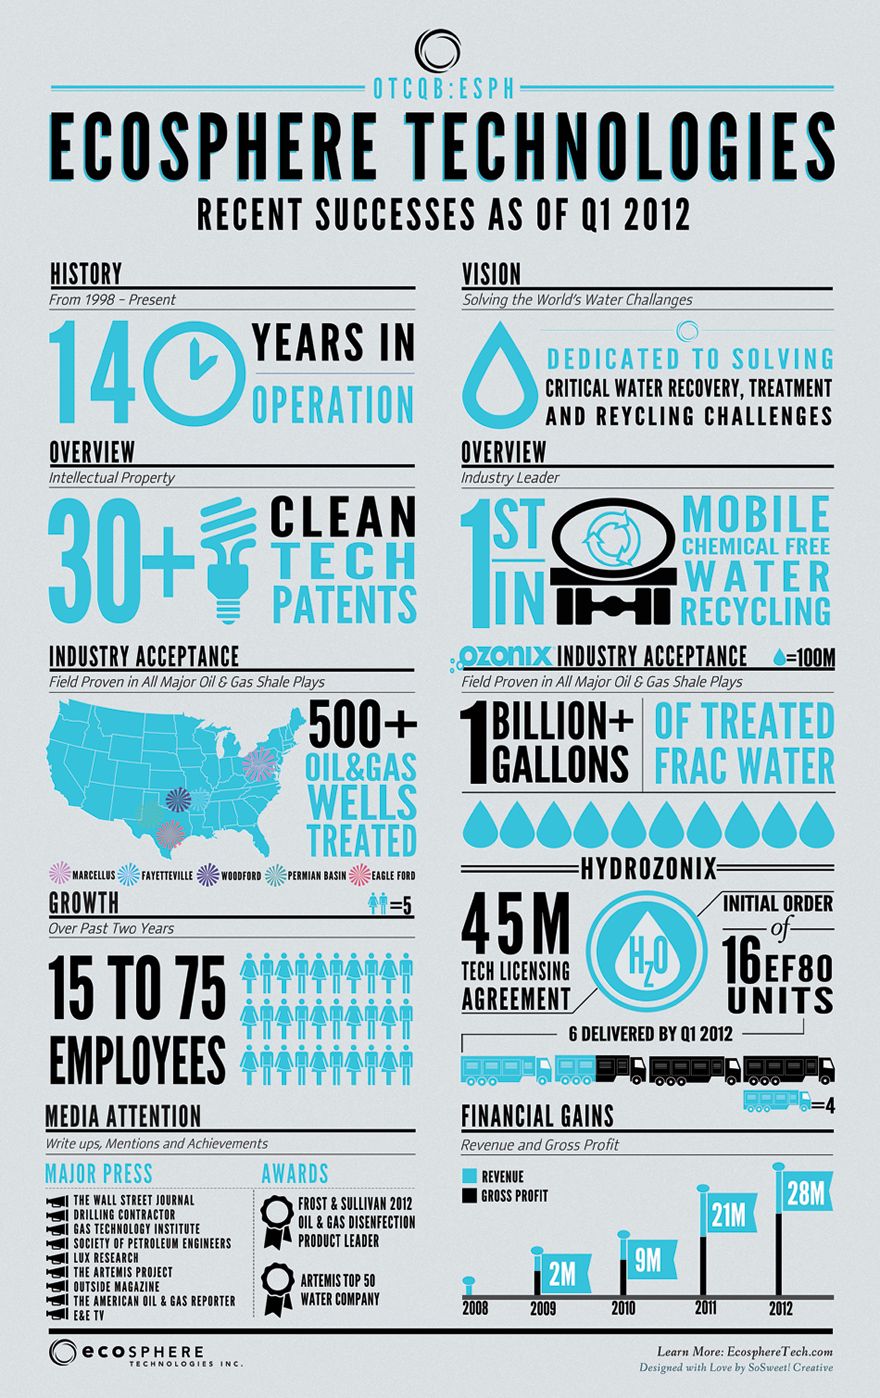 OTCQB:ESPH
ECOSPHERE TECHNOLOGIES
RECENT SUCCESSES AS OF Q1 2012
HISTORY
From 1998 - Present
14 YEARS IN
OPERATION
OVERVIEW
Intellectual Property
30+ CLEAN
TECH
PATENTS
INDUSTRY ACCEPTANCE
Field Proven in All Major Oil & Gas Shale Plays
500+
OIL&GAS
WELLS
TREATED
MARCELLUS
FAYETTEVILLE
WOODFORD
PERMIAN BASIN
EAGLE FORD
GROWTH
=5
Over Past Two Years
15 TO 75
EMPLOYEES
MEDIA ATTENTION
Write ups, Mentions and Achievements
MAJOR PRESS
THE WALL STREET JOURNAL
DRILLING CONTRACTOR
GAS TECHNOLOGY INSTITUTE
SOCIETY OF PETROLEUM ENGINEERS
LUX RESEARCH
THE ARTEMIS PROJECT
OUTSIDE MAGAZINE
THE AMERICAN OIL & GAS REPORTER
E&E TV
AWARDS
FROST & SULLIVAN 2012
OIL & GAS DISENFECTION
PRODUCT LEADER
ARTEMIS TOP 50
WATER COMPANY
VISION
Solving the World's Water Challanges
DEDICATED TO SOLVING
CRITICAL WATER RECOVERY, TREATMENT
AND REYCLING CHALLENGES
OVERVIEW
Industry Leader
1ST
IN
MOBILE
CHEMICAL FREE
WATER
RECYCLING
ozonix INDUSTRY ACCEPTANCE
=100M
Field Proven in All Major Oil & Gas Shale Plays
1BILLION+
GALLONS
OF TREATED
FRAC WATER
HYDROZONIX
45M
TECH LICENSING
AGREEMENT
H2O
INITIAL ORDER
of
16EF80
UNITS
6 DELIVERED BY Q1 2012
=4
FINANCIAL GAINS
Revenue and Gross Profit
REVENUE
GROSS PROFIT
2M
9M
21M
28M
2008
2009
2010
2011
2012
ecosPHERE
TECHNOLOGIES INC.
Learn More: EcosphereTech.com
Designed with Love by SoSweet! Creative